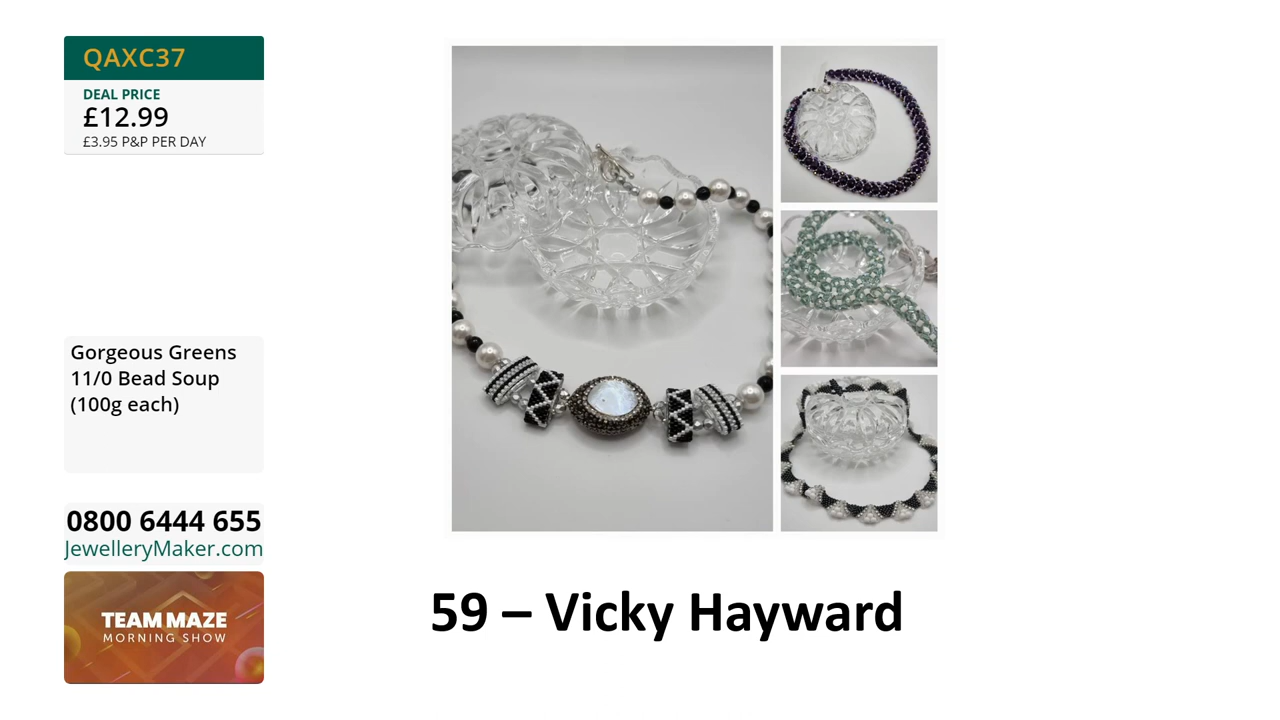 QAXC37
DEAL PRICE
£12.99
£3.95 P&P PER DAY
Gorgeous Greens
11/0 Bead Soup
(100g each)
0800 6444 655
JewelleryMaker.com
TEAM MAZE
MORNING SHOW
59 – Vicky Hayward